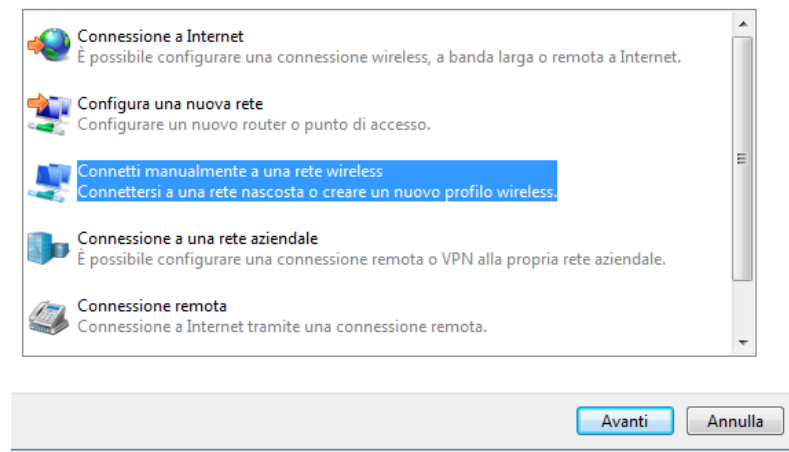 Connessione a Internet
È possibile configurare una connessione wireless, a banda larga o remota a Internet.
Configura una nuova rete
Configurare un nuovo router o punto di accesso.
Connetti manualmente a una rete wireless
Connettersi a una rete nascosta o creare un nuovo profilo wireless.
Connessione a una rete aziendale
È possibile configurare una connessione remota o VPN alla propria rete aziendale.
Connessione remota
Connessione a Internet tramite una connessione remota.
Avanti Annulla